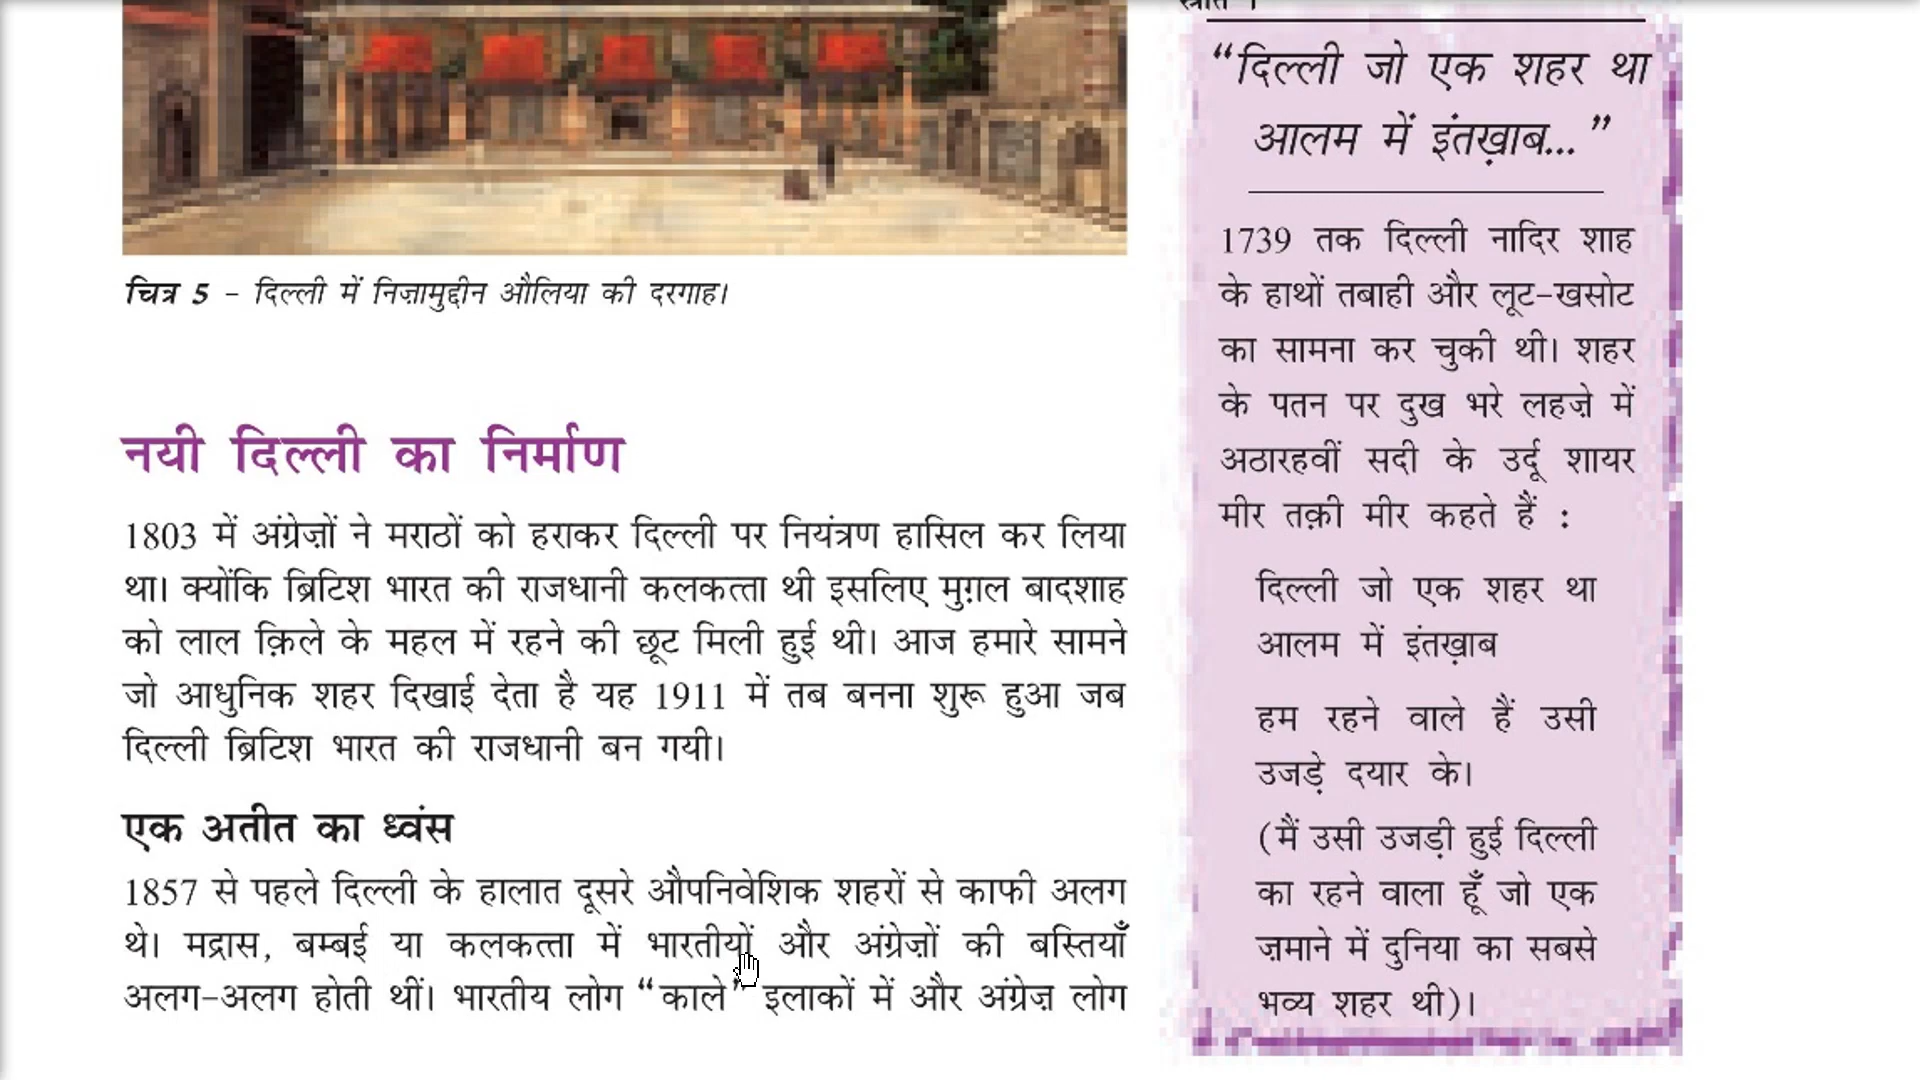 चित्र 5 – दिल्ली में निज़ामुद्दीन औलिया की दरगाह।
नयी दिल्ली का निर्माण
1803 में अंग्रेज़ों ने मराठों को हराकर दिल्ली पर नियंत्रण हासिल कर लिया
था। क्योंकि ब्रिटिश भारत की राजधानी कलकत्ता थी इसलिए मुग़ल बादशाह
को लाल क़िले के महल में रहने की छूट मिली हुई थी। आज हमारे सामने
जो आधुनिक शहर दिखाई देता है यह 1911 में तब बनना शुरू हुआ जब
दिल्ली ब्रिटिश भारत की राजधानी बन गयी।
एक अतीत का ध्वंस
1857 से पहले दिल्ली के हालात दूसरे औपनिवेशिक शहरों से काफी अलग
थे। मद्रास, बम्बई या कलकत्ता में भारतीयों और अंग्रेज़ों की बस्तियाँ
अलग-अलग होती थीं। भारतीय लोग “काले” इलाकों में और अंग्रेज़ लोग
“दिल्ली जो एक शहर था
आलम में इंतख़ाब...”
1739 तक दिल्ली नादिर शाह
के हाथों तबाही और लूट-खसोट
का सामना कर चुकी थी। शहर
के पतन पर दुख भरे लहज़े में
अठारहवीं सदी के उर्दू शायर
मीर तक़ी मीर कहते हैं :
दिल्ली जो एक शहर था
आलम में इंतख़ाब
हम रहने वाले हैं उसी
उजड़े दयार के।
(मैं उसी उजड़ी हुई दिल्ली
का रहने वाला हूँ जो एक
ज़माने में दुनिया का सबसे
भव्य शहर थी)।